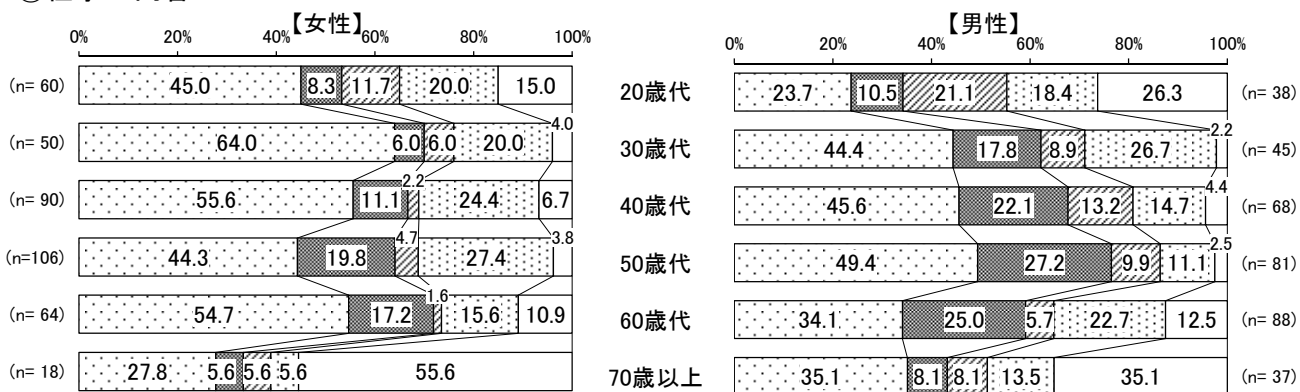 【女性】 【男性】
0% 20% 40% 60% 80% 100% 0% 20% 40% 60% 80% 100%
(n= 60) 45.0 8.3 11.7 20.0 15.0 20歳代 23.7 10.5 21.1 18.4 26.3 (n= 38)
(n= 50) 64.0 6.0 6.0 20.0 4.0 30歳代 44.4 17.8 8.9 26.7 2.2 (n= 45)
(n= 90) 55.6 11.1 2.2 24.4 6.7 40歳代 45.6 22.1 13.2 14.7 4.4 (n= 68)
(n=106) 44.3 19.8 4.7 27.4 3.8 50歳代 49.4 27.2 9.9 11.1 2.5 (n= 81)
(n= 64) 54.7 17.2 1.6 15.6 10.9 60歳代 34.1 25.0 5.7 22.7 12.5 (n= 88)
(n= 18) 27.8 5.6 5.6 5.6 55.6 70歳以上 35.1 8.1 8.1 13.5 35.1 (n= 37)